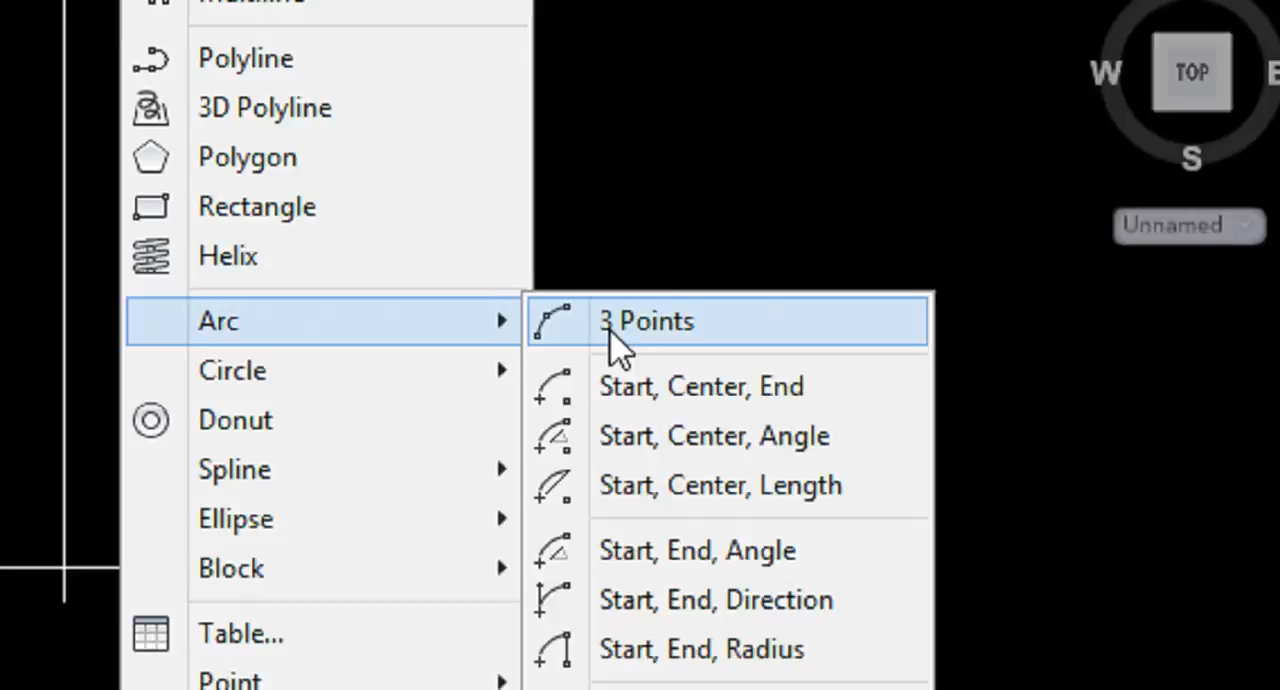 Multiline
Polyline
3D Polyline
Polygon
Rectangle
Helix
Arc
Circle
Donut
Spline
Ellipse
Block
Table...
Point
3 Points
Start, Center, End
Start, Center, Angle
Start, Center, Length
Start, End, Angle
Start, End, Direction
Start, End, Radius
W
TOP
E
S
Unnamed